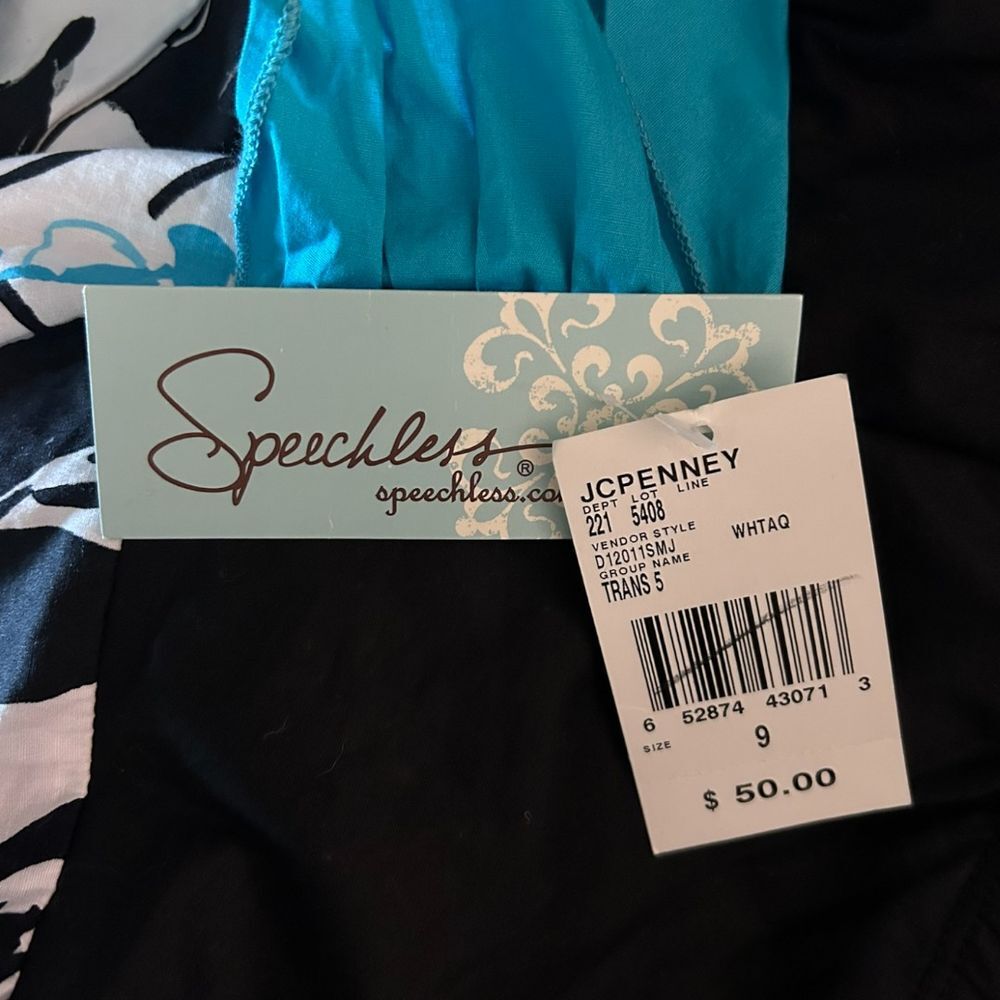 Speechless®
speechless.co
JCPENNEY
DEPT LOT LINE
221 5408
VENDOR STYLE
D12011SMJ WHTAQ
GROUP NAME
TRANS 5
6 52874 43071 3
SIZE 9
$ 50.00